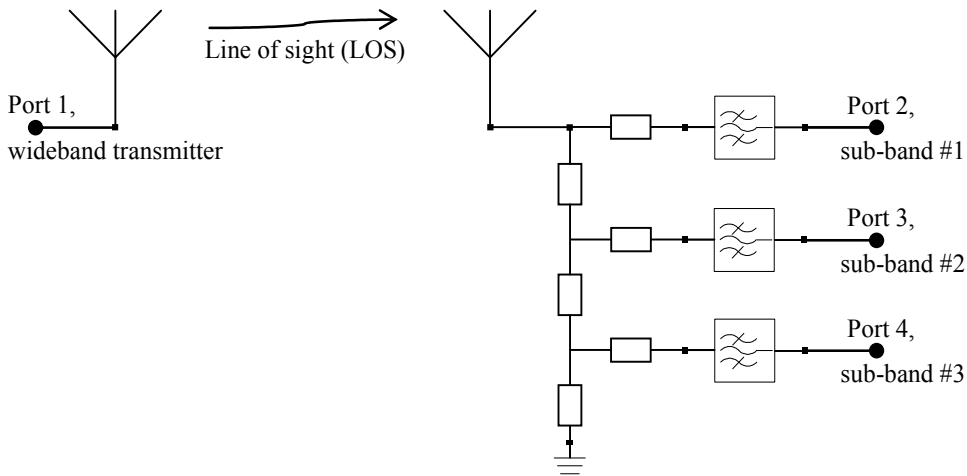 Line of sight (LOS)
Port 1,
wideband transmitter
Port 2,
sub-band #1
Port 3,
sub-band #2
Port 4,
sub-band #3